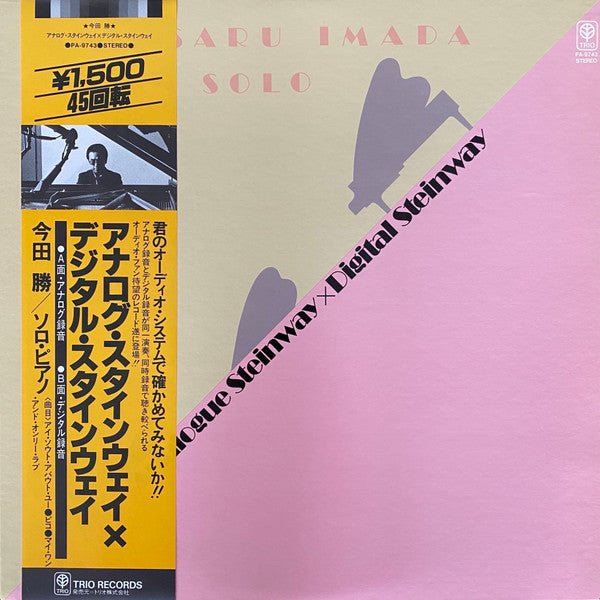 ★今田 勝★
アナログ・スタインウェイ×デジタル・スタインウェイ
●PA-9743●STEREO●
¥1,500
45回転
君のオーディオ・システムで確かめてみないか!!
アナログ録音とデジタル録音が同一演奏、同時録音で聴き較べられる
オーディオ・ファン待望のレコード遂に登場!!
アナログ・スタインウェイ×
デジタル・スタインウェイ
●A面・アナログ録音 ●B面・デジタル録音
今田 勝/ソロ・ピアノ
〈曲目〉アイ・ソウト・アバウト・ユー●ピコ●マイ・ワン
・アンド・オンリー・ラブ
TRIO
TRIO RECORDS
発売元=トリオ株式会社
SARU IMADA
SOLO
logue Steinway×Digital Steinway
TRIO
PA-9743
STEREO